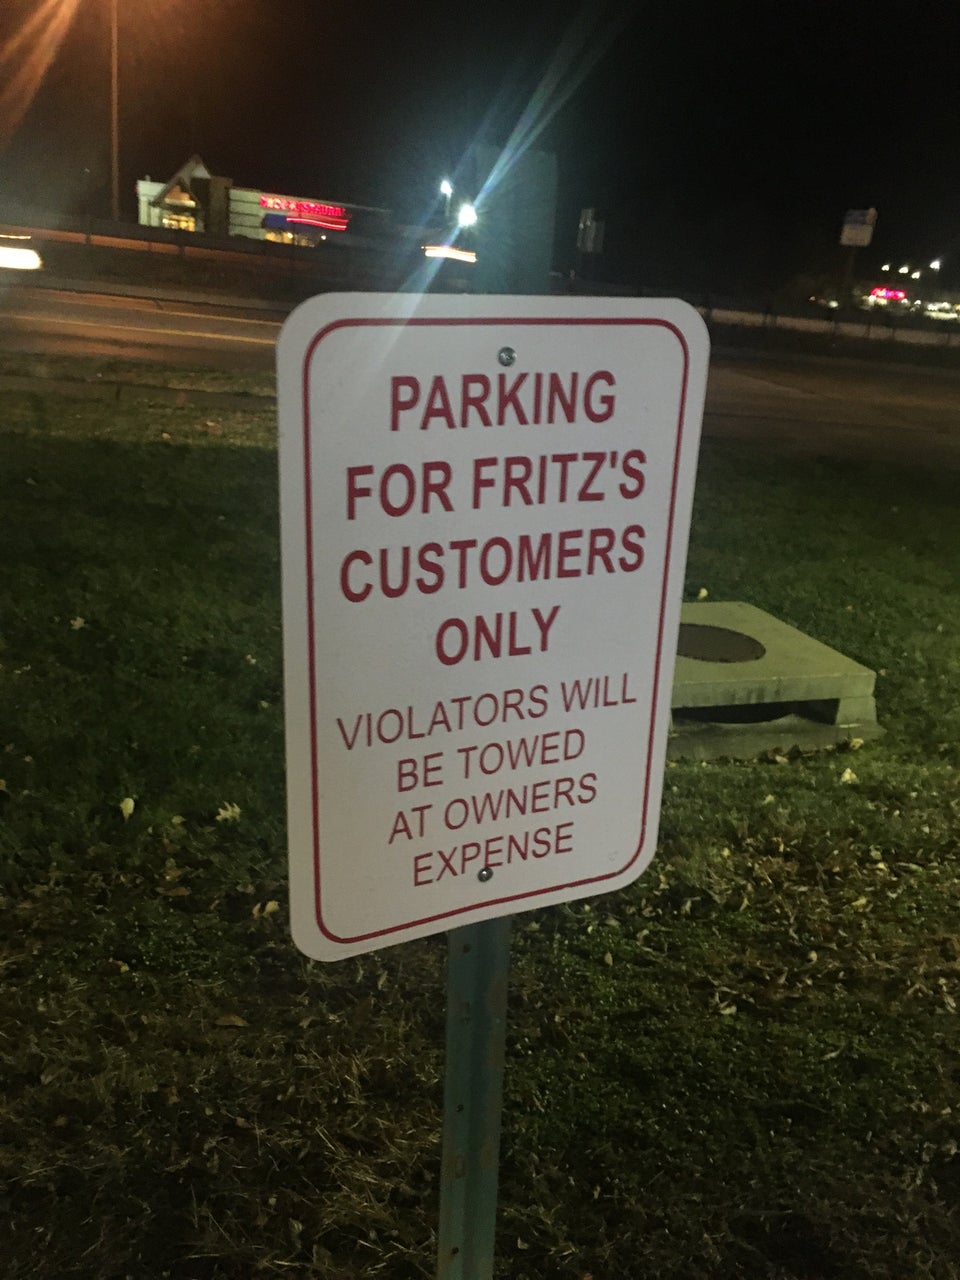 PARKING
FOR FRITZ'S
CUSTOMERS
ONLY
VIOLATORS WILL
BE TOWED
AT OWNERS
EXPENSE